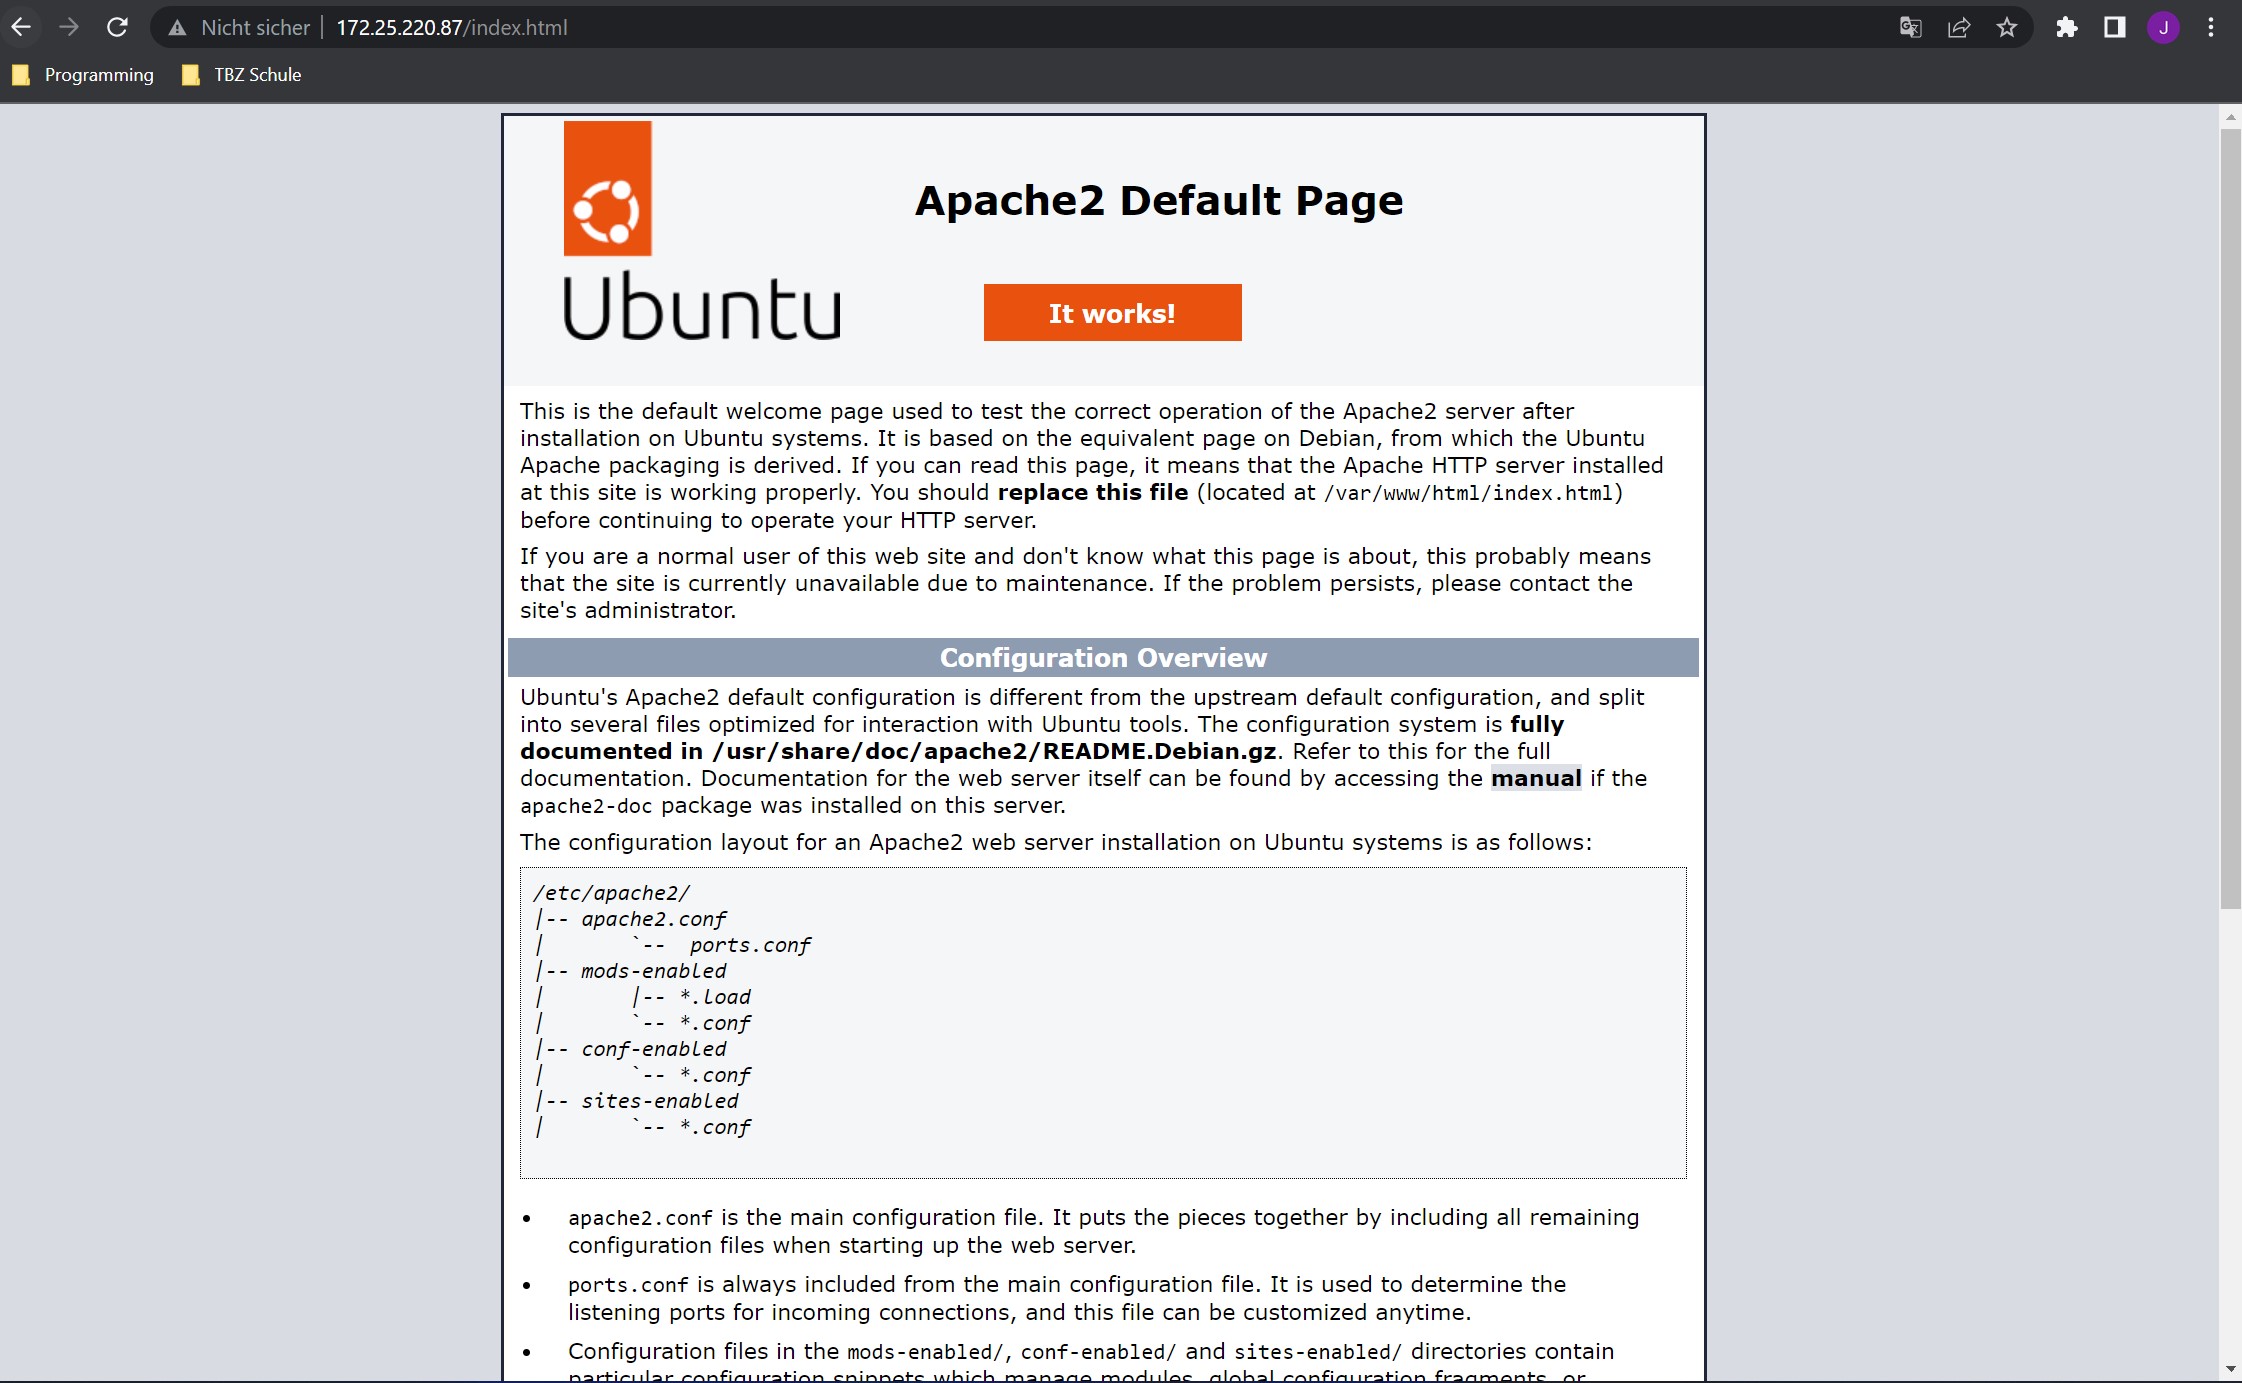 Nicht sicher | 172.25.220.87/index.html
J
Programming TBZ Schule
Apache2 Default Page
Ubuntu
It works!
This is the default welcome page used to test the correct operation of the Apache2 server after
installation on Ubuntu systems. It is based on the equivalent page on Debian, from which the Ubuntu
Apache packaging is derived. If you can read this page, it means that the Apache HTTP server installed
at this site is working properly. You should replace this file (located at /var/www/html/index.html)
before continuing to operate your HTTP server.
If you are a normal user of this web site and don't know what this page is about, this probably means
that the site is currently unavailable due to maintenance. If the problem persists, please contact the
site's administrator.
Configuration Overview
Ubuntu's Apache2 default configuration is different from the upstream default configuration, and split
into several files optimized for interaction with Ubuntu tools. The configuration system is fully
documented in /usr/share/doc/apache2/README.Debian.gz. Refer to this for the full
documentation. Documentation for the web server itself can be found by accessing the manual if the
apache2-doc package was installed on this server.
The configuration layout for an Apache2 web server installation on Ubuntu systems is as follows:
/etc/apache2/
|-- apache2.conf
|       `--  ports.conf
|-- mods-enabled
|       |-- *.load
|       `-- *.conf
|-- conf-enabled
|       `-- *.conf
|-- sites-enabled
|       `-- *.conf
• apache2.conf is the main configuration file. It puts the pieces together by including all remaining
configuration files when starting up the web server.
• ports.conf is always included from the main configuration file. It is used to determine the
listening ports for incoming connections, and this file can be customized anytime.
• Configuration files in the mods-enabled/, conf-enabled/ and sites-enabled/ directories contain
particular configuration snippets which manage modules, global configuration fragments, or